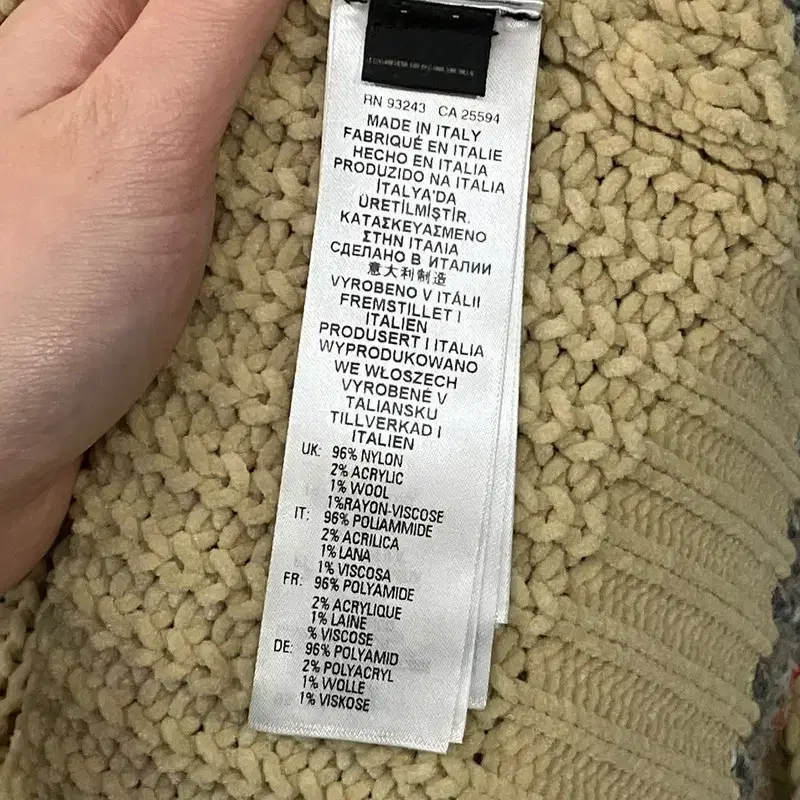 RN 93243 CA 25594
MADE IN ITALY
FABRIQUÉ EN ITALIE
HECHO EN ITALIA
PRODUZIDO NA ITALIA
İTALYA'DA
ÜRETİLMİŞTİR.
ΚΑΤΑΣΚΕΥΑΣΜΕΝΟ
ΣΤΗΝ ΙΤΑΛΙΑ
СДЕЛАНО В ИТАЛИИ
意大利制造
VYROBENO V ITÁLII
FREMSTILLET I
ITALIEN
PRODUSERT I ITALIA
WYPRODUKOWANO
WE WŁOSZECH
VYROBENÉ V
TALIANSKU
TILLVERKAD I
ITALIEN
UK: 96% NYLON
2% ACRYLIC
1% WOOL
1%RAYON-VISCOSE
IT: 96% POLIAMMIDE
2% ACRILICA
1% LANA
1% VISCOSA
FR: 96% POLYAMIDE
2% ACRYLIQUE
1% LAINE
% VISCOSE
DE: 96% POLYAMID
2% POLYACRYL
1% WOLLE
1% VISKOSE